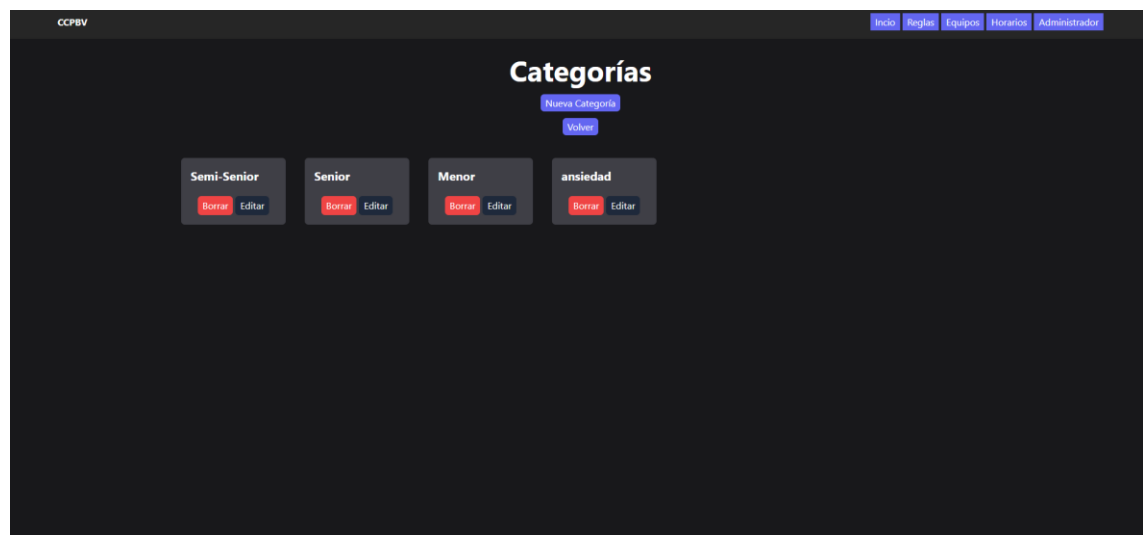 CCPBV Incio Reglas Equipos Horarios Administrador
Categorías
Nueva Categoría
Volver
Semi-Senior Senior Menor ansiedad
Borrar Editar Borrar Editar Borrar Editar Borrar Editar